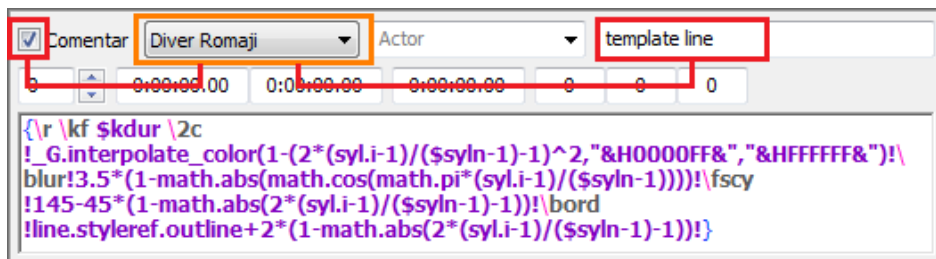 Comentar Diver Romaji Actor template line
0 0:00:00.00 0:00:00.00 0:00:00.00 0 0 0
{\r \kf $kdur \2c
!_G.interpolate_color(1-(2*(syl.i-1)/($syln-1)-1)^2,"&H0000FF&","&HFFFFFF&")!\
blur!3.5*(1-math.abs(math.cos(math.pi*(syl.i-1)/($syln-1))))!\fscy
!145-45*(1-math.abs(2*(syl.i-1)/($syln-1)-1))!\bord
!line.styleref.outline+2*(1-math.abs(2*(syl.i-1)/($syln-1)-1))!}